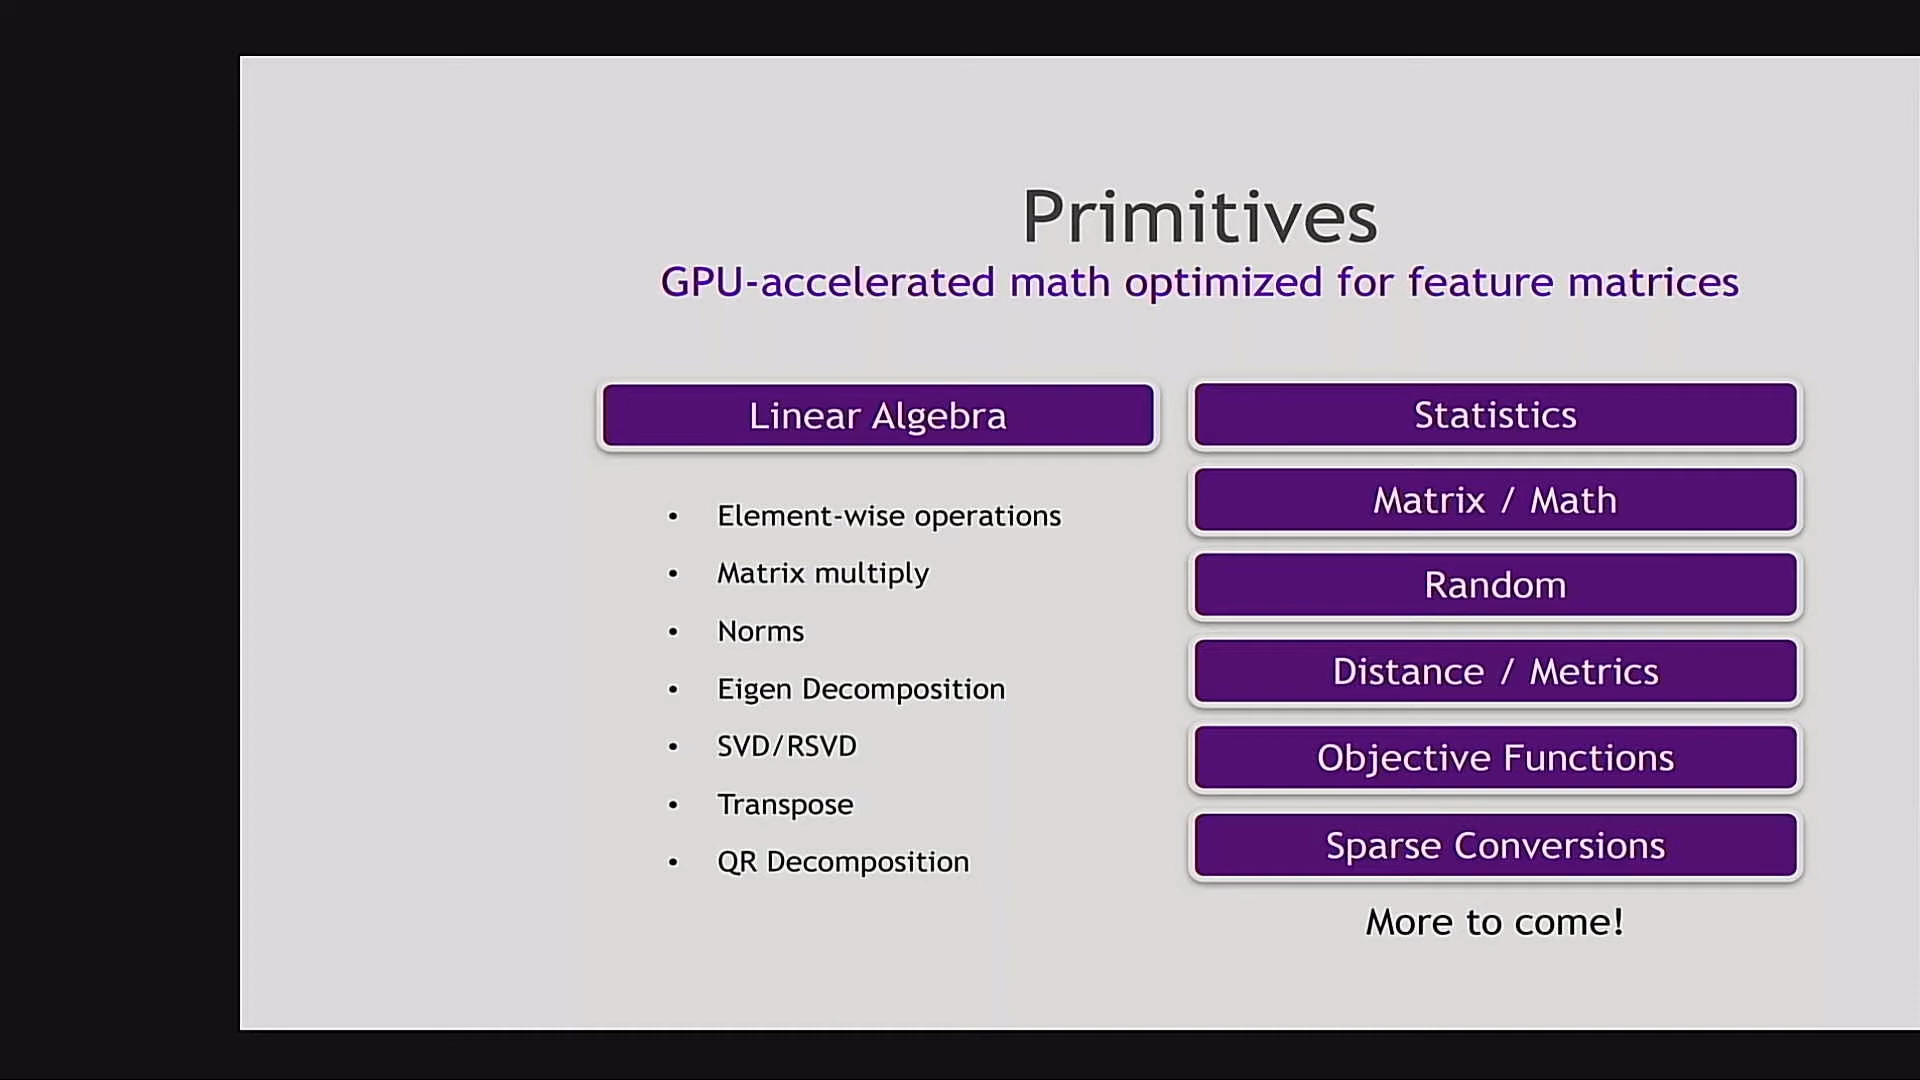 Primitives
GPU-accelerated math optimized for feature matrices
Linear Algebra
• Element-wise operations
• Matrix multiply
• Norms
• Eigen Decomposition
• SVD/RSVD
• Transpose
• QR Decomposition
Statistics
Matrix / Math
Random
Distance / Metrics
Objective Functions
Sparse Conversions
More to come!